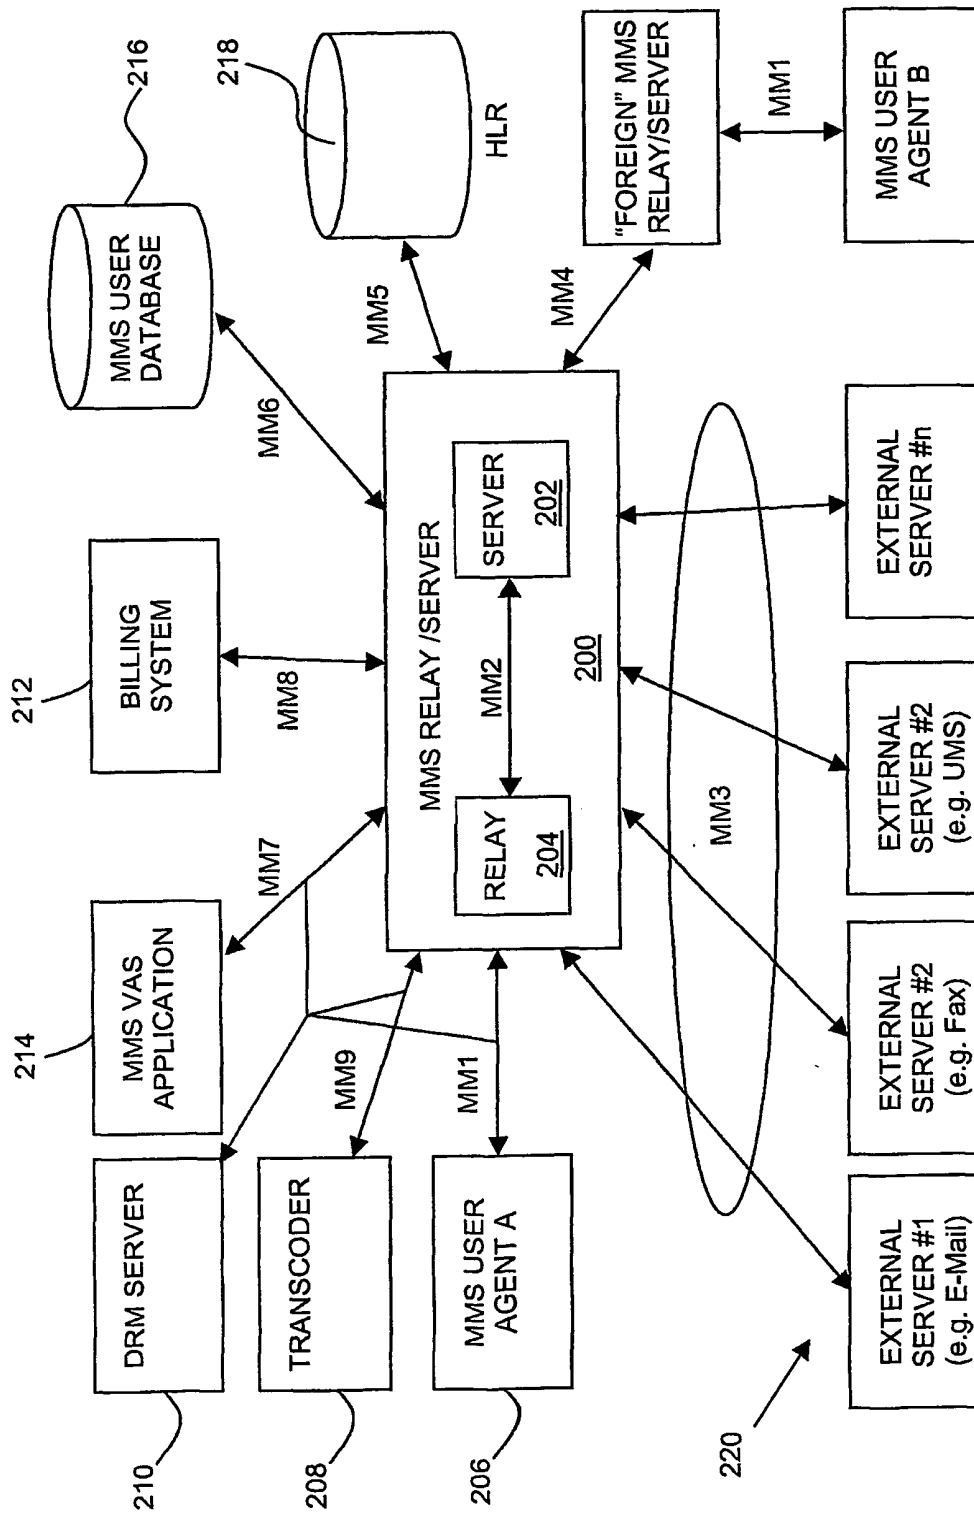 210
DRM SERVER
214
MMS VAS
APPLICATION
212
BILLING
SYSTEM
MMS USER
DATABASE
216
208
TRANSCODER
MM9
MM7
MM8
MM6
218
HLR
MM5
206
MMS USER
AGENT A
MM1
MMS RELAY /SERVER
RELAY
204
MM2
SERVER
202
200
MM4
"FOREIGN" MMS
RELAY/SERVER
MM1
MMS USER
AGENT B
MM3
220
EXTERNAL
SERVER #1
(e.g. E-Mail)
EXTERNAL
SERVER #2
(e.g. Fax)
EXTERNAL
SERVER #2
(e.g. UMS)
EXTERNAL
SERVER #n